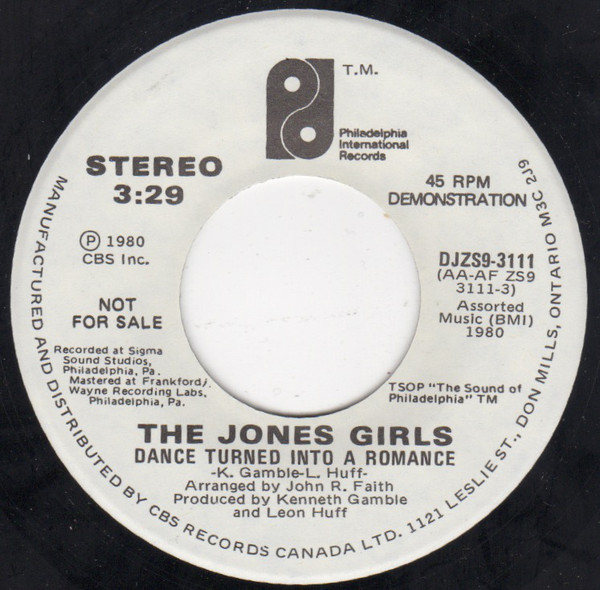 T.M.
Philadelphia
International
Records
STEREO
3:29
45 RPM
DEMONSTRATION
℗ 1980
CBS Inc.
DJZS9-3111
(AA-AF ZS9
3111-3)
NOT
FOR SALE
Assorted
Music (BMI)
1980
Recorded at Sigma
Sound Studios,
Philadelphia, Pa.
Mastered at Frankford/
Wayne Recording Labs,
Philadelphia, Pa.
TSOP "The Sound of
Philadelphia" TM
THE JONES GIRLS
DANCE TURNED INTO A ROMANCE
-K. Gamble-L. Huff-
Arranged by John R. Faith
Produced by Kenneth Gamble
and Leon Huff
MANUFACTURED AND DISTRIBUTED BY CBS RECORDS CANADA LTD. 1121 LESLIE ST., DON MILLS, ONTARIO M3C 2J9